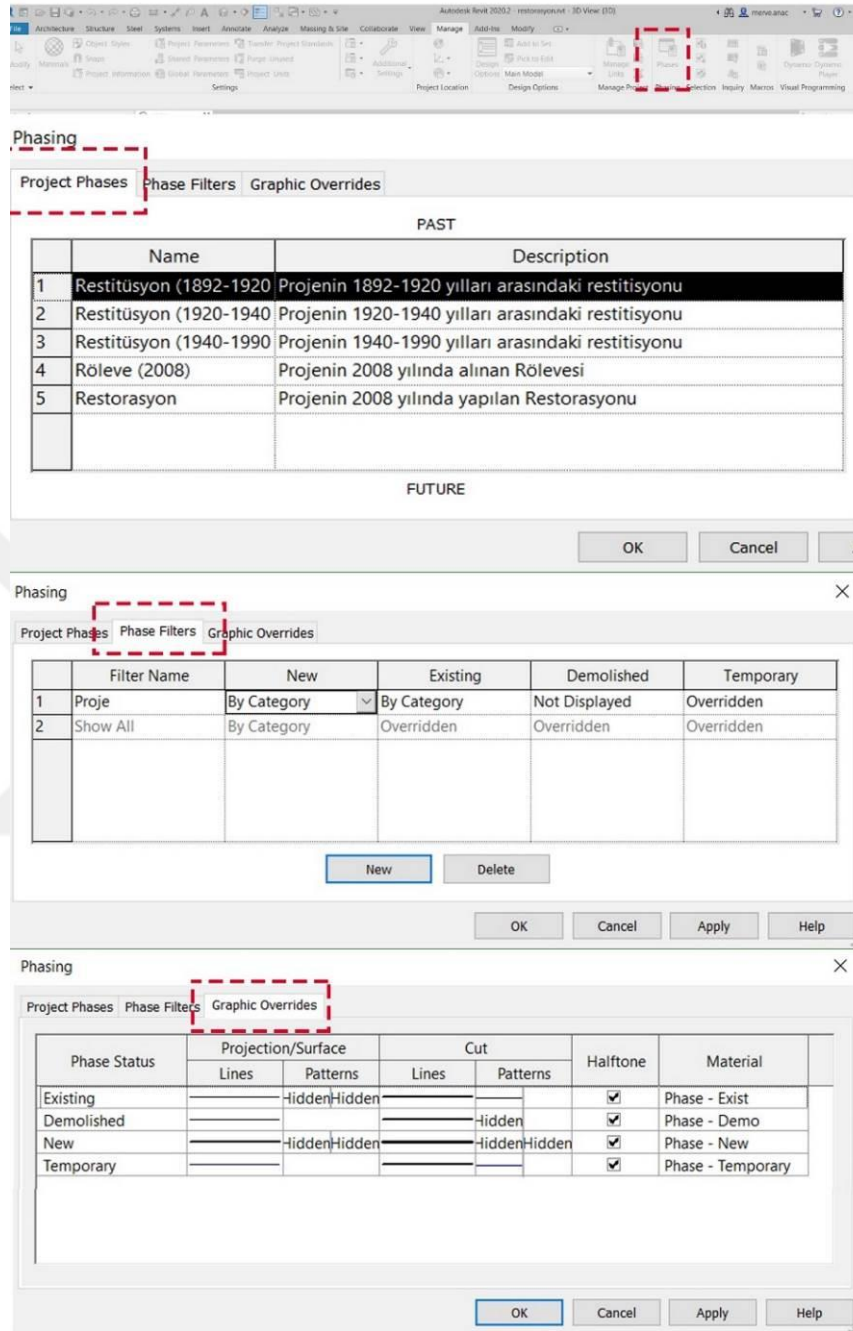 Autodesk Revit 2020.2 - restorasyon.rvt - 3D View: {3D}
merve.anac
File Architecture Structure Steel Systems Insert Annotate Analyze Massing & Site Collaborate View Manage Add-Ins Modify
Object Styles Project Parameters Transfer Project Standards Add to Set
Materials Snaps Shared Parameters Purge Unused Additional Settings Design Options Pick to Edit Manage Links Phases Dynamo Dynamo Player
Project Information Global Parameters Project Units Main Model
Settings Project Location Design Options Manage Project Phasing Selection Inquiry Macros Visual Programming
Phasing
Project Phases Phase Filters Graphic Overrides
PAST
Name Description
1 Restitüsyon (1892-1920 Projenin 1892-1920 yılları arasındaki restitisyonu
2 Restitüsyon (1920-1940 Projenin 1920-1940 yılları arasındaki restitisyonu
3 Restitüsyon (1940-1990 Projenin 1940-1990 yılları arasındaki restitisyonu
4 Röleve (2008) Projenin 2008 yılında alınan Rölevesi
5 Restorasyon Projenin 2008 yılında yapılan Restorasyonu
FUTURE
OK Cancel
Phasing
Project Phases Phase Filters Graphic Overrides
Filter Name New Existing Demolished Temporary
1 Proje By Category By Category Not Displayed Overridden
2 Show All By Category Overridden Overridden Overridden
New Delete
OK Cancel Apply Help
Phasing
Project Phases Phase Filters Graphic Overrides
Phase Status Projection/Surface Cut Halftone Material
Lines Patterns Lines Patterns
Existing Hidden Hidden Phase - Exist
Demolished Hidden Phase - Demo
New Hidden Hidden Hidden Hidden Phase - New
Temporary Phase - Temporary
OK Cancel Apply Help